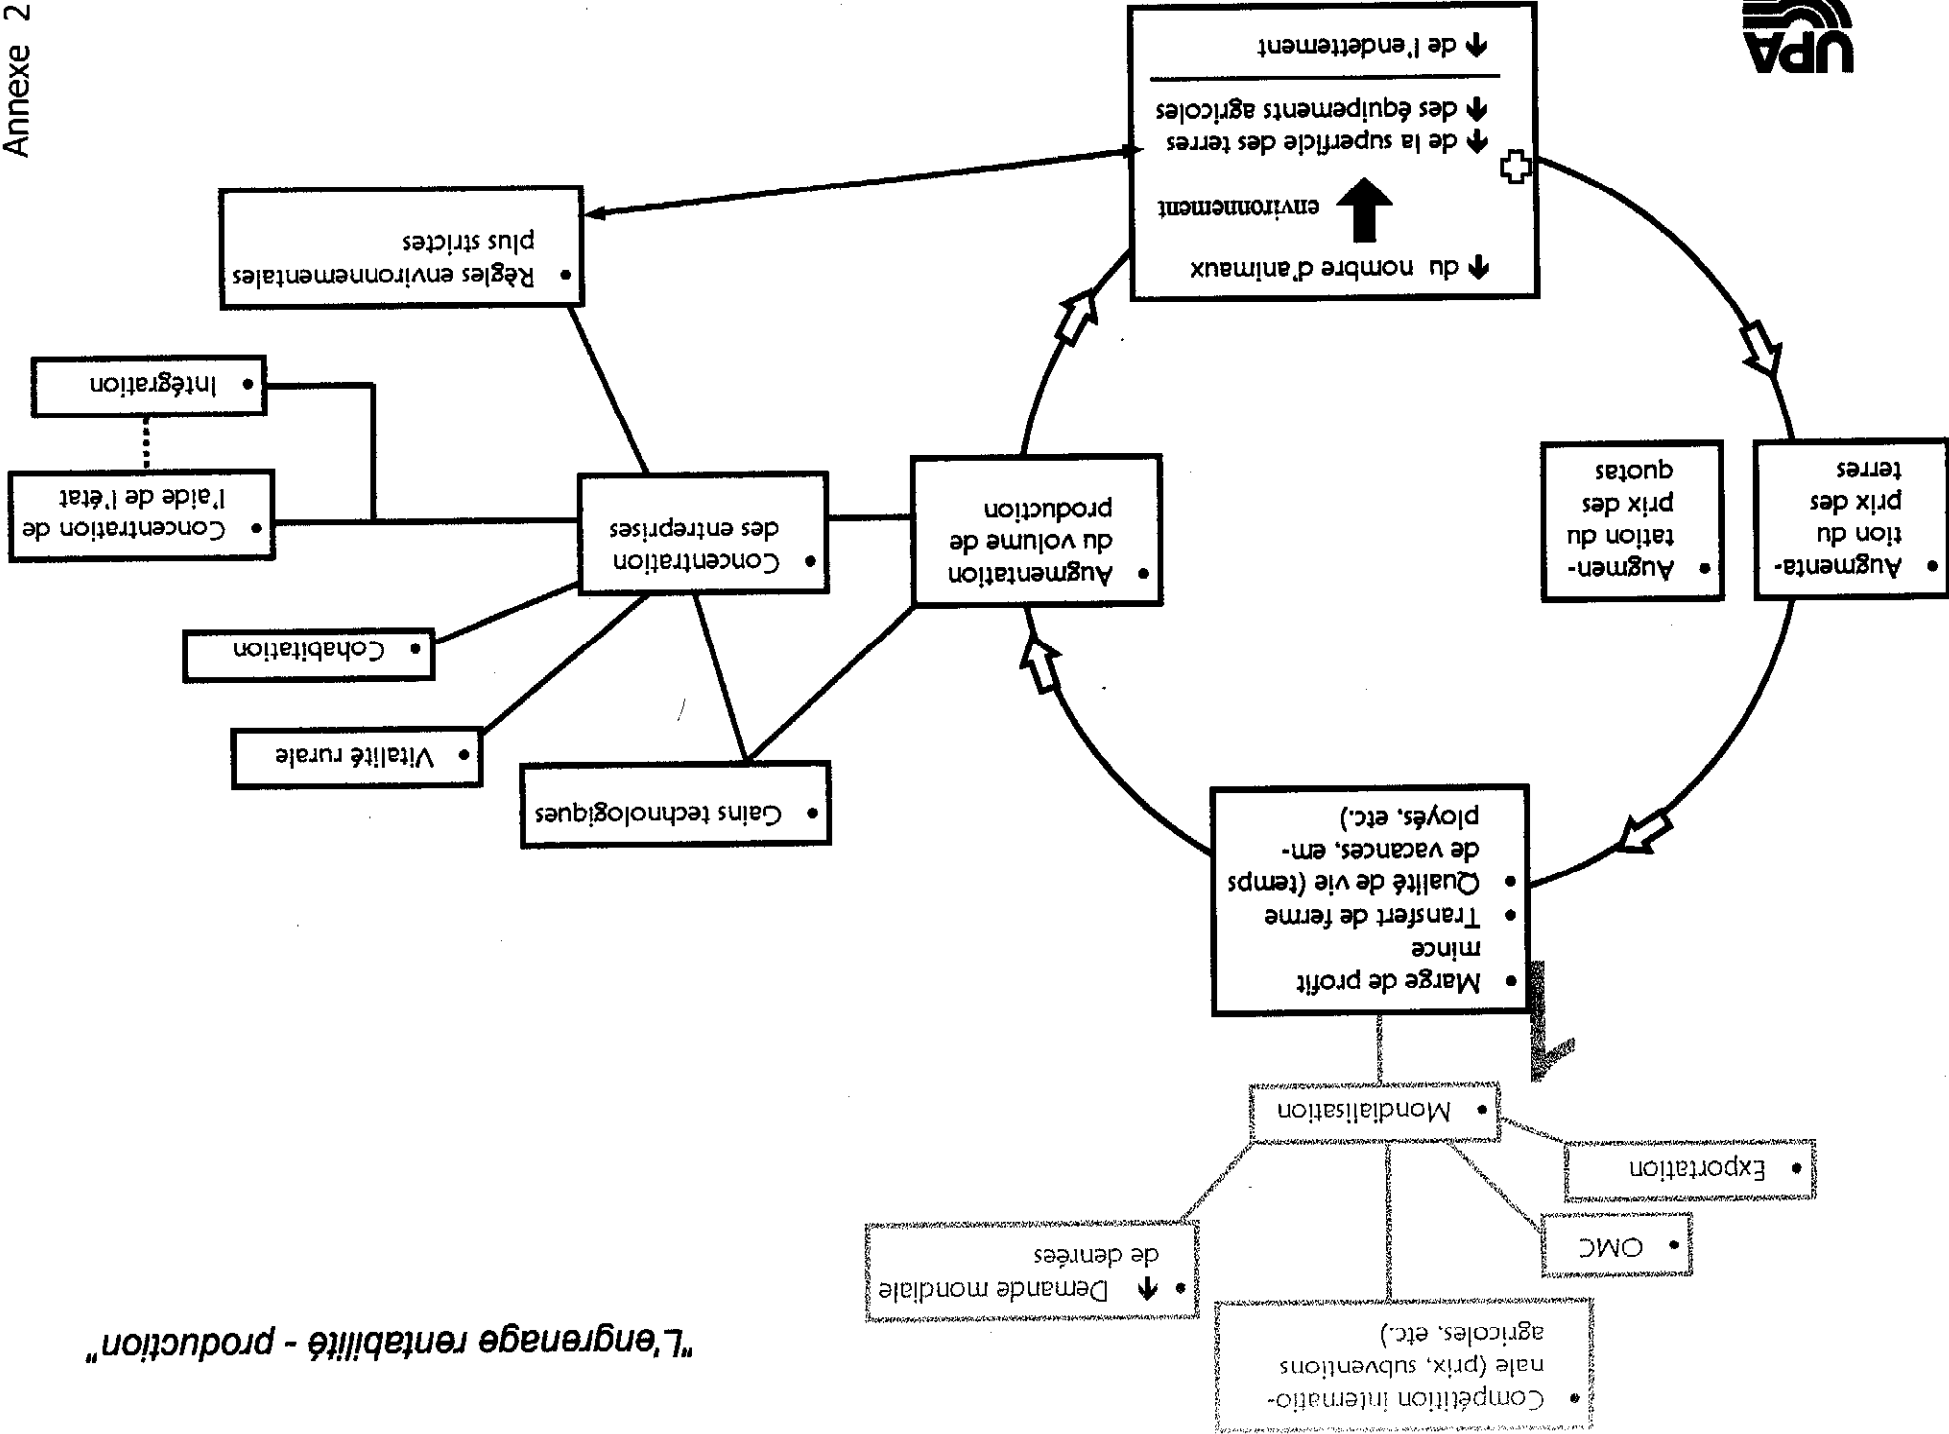 "L'engrenage rentabilité - production"
• Compétition internatio-
nale (prix, subventions
agricoles, etc.)
• OMC
• ↑ Demande mondiale
de denrées
• Exportation
• Mondialisation
• Marge de profit
mince
• Transfert de ferme
• Qualité de vie (temps
de vacances, em-
ployés, etc.)
• Gains technologiques
• Vitalité rurale
• Cohabitation
• Augmenta-
tion du
prix des
terres
• Augmen-
tation du
prix des
quotas
• Augmentation
du volume de
production
• Concentration
des entreprises
• Concentration de
l'aide de l'état
• Intégration
• Règles environnementales
plus strictes
↑ du nombre d'animaux
environnement
↑ de la superficie des terres
↑ des équipements agricoles
↑ de l'endettement
UPA
Annexe 2